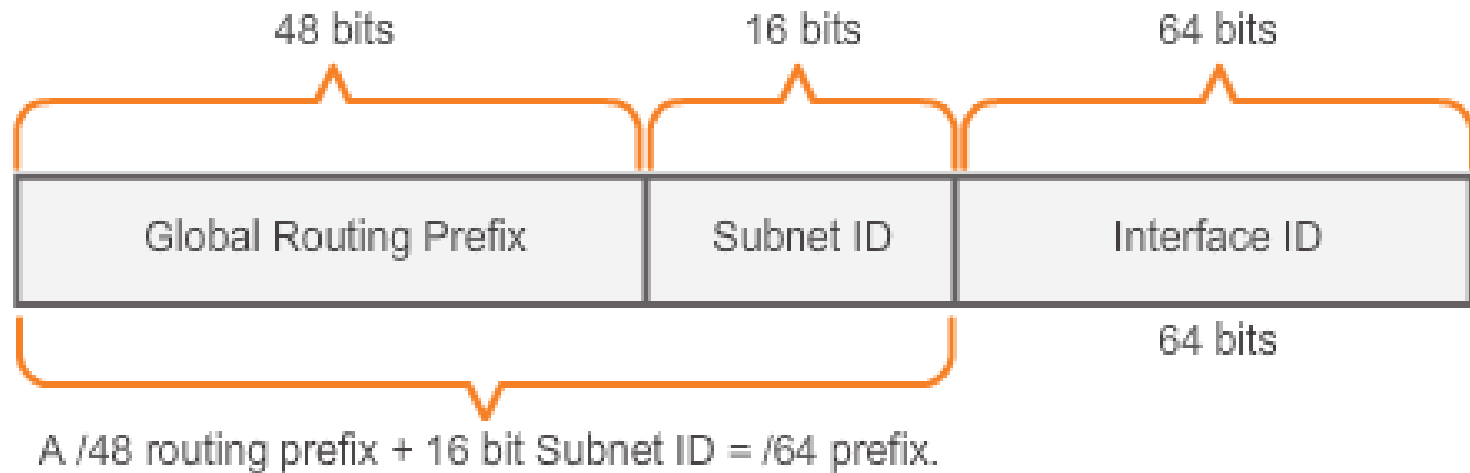 48 bits 16 bits 64 bits
Global Routing Prefix Subnet ID Interface ID
64 bits
A /48 routing prefix + 16 bit Subnet ID = /64 prefix.